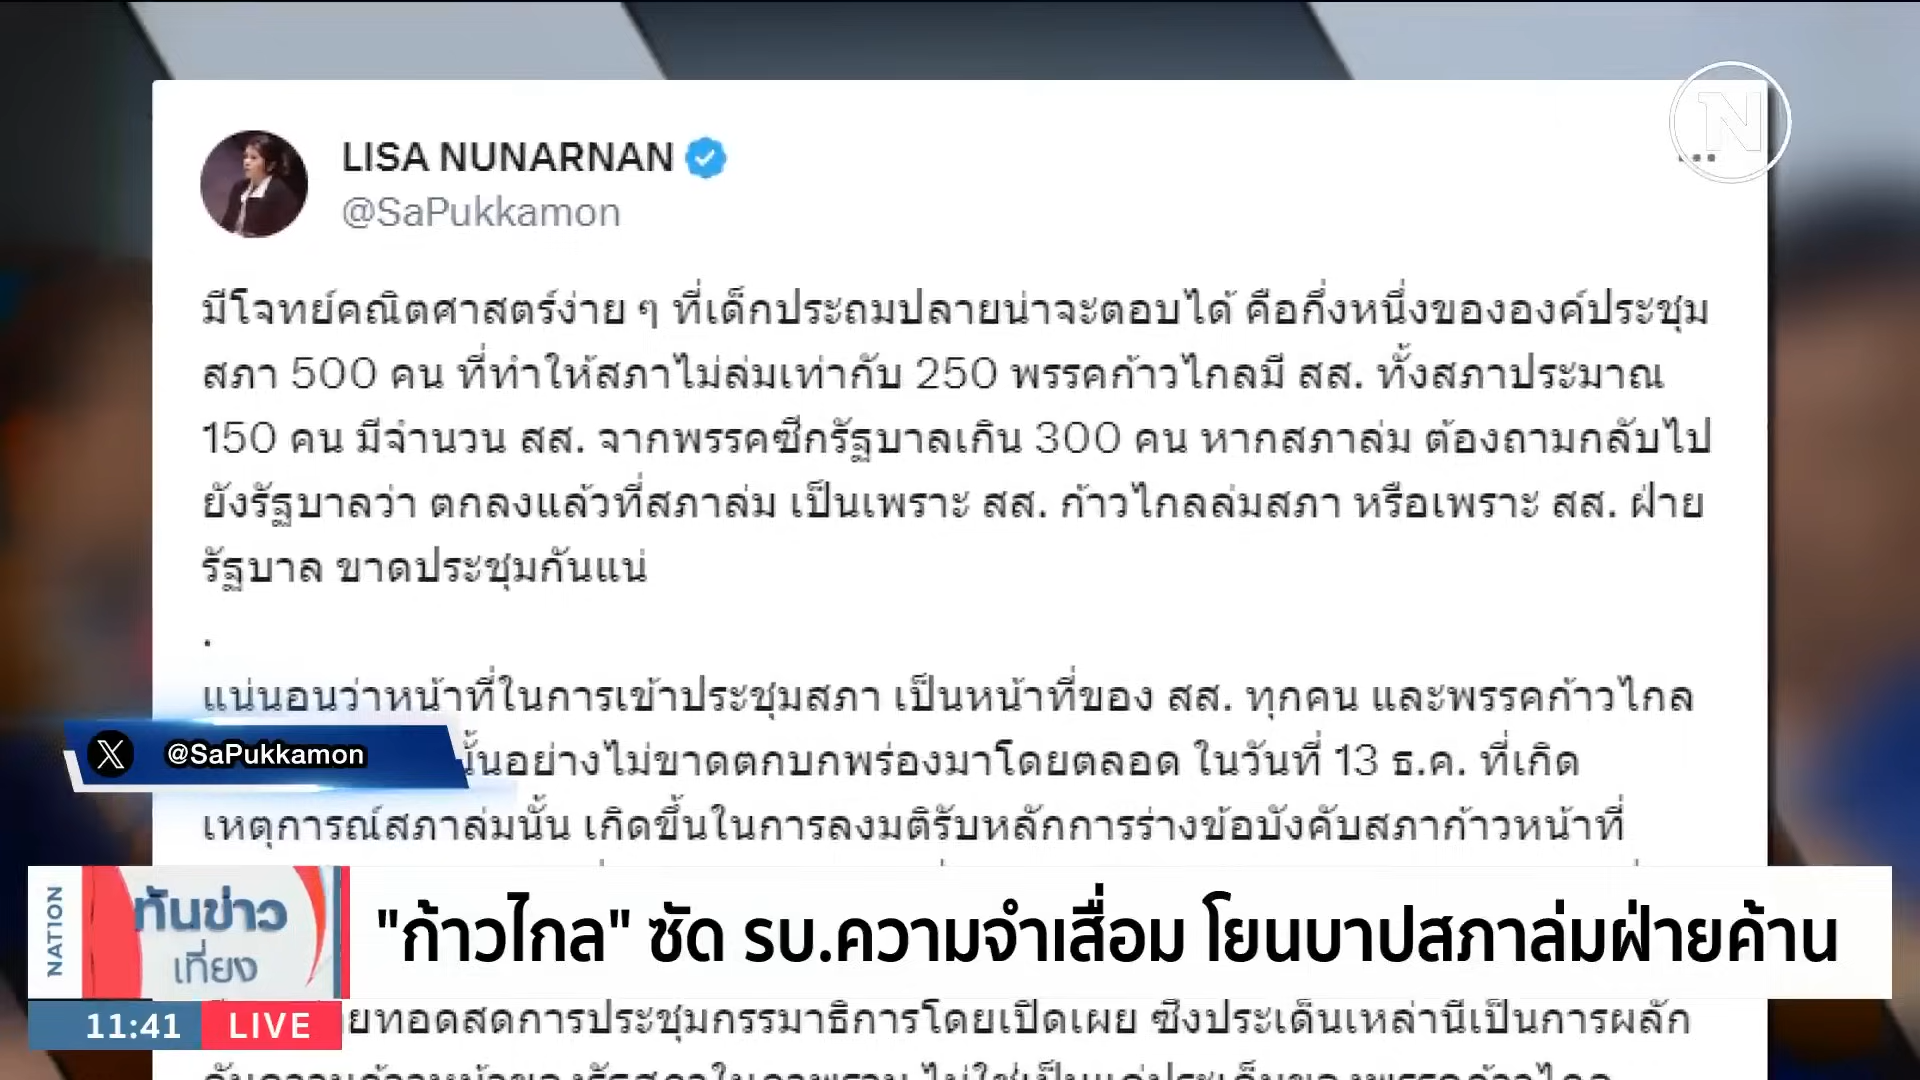 N
LISA NUNARNAN
@SaPukkamon
มีโจทย์คณิตศาสตร์ง่าย ๆ ที่เด็กประถมปลายน่าจะตอบได้ คือกึ่งหนึ่งขององค์ประชุม
สภา 500 คน ที่ทำให้สภาไม่ล่มเท่ากับ 250 พรรคก้าวไกลมี สส. ทั้งสภาประมาณ
150 คน มีจำนวน สส. จากพรรคซีกรัฐบาลเกิน 300 คน หากสภาล่ม ต้องถามกลับไป
ยังรัฐบาลว่า ตกลงแล้วที่สภาล่ม เป็นเพราะ สส. ก้าวไกลล่มสภา หรือเพราะ สส. ฝ่าย
รัฐบาล ขาดประชุมกันแน่
.
แน่นอนว่าหน้าที่ในการเข้าประชุมสภา เป็นหน้าที่ของ สส. ทุกคน และพรรคก้าวไกล
อย่างไม่ขาดตกบกพร่องมาโดยตลอด ในวันที่ 13 ธ.ค. ที่เกิด
@SaPukkamon
เหตุการณ์สภาล่มนั้น เกิดขึ้นในการลงมติรับหลักการร่างข้อบังคับสภาก้าวหน้าที่
NATION
ทันข่าว
เที่ยง
"ก้าวไกล" ซัด รบ.ความจำเสื่อม โยนบาปสภาล่มฝ่ายค้าน
11:41 LIVE
ทอดสดการประชุมกรรมาธิการโดยเปิดเผย ซึ่งประเด็นเหล่านี้เป็นการผลัก